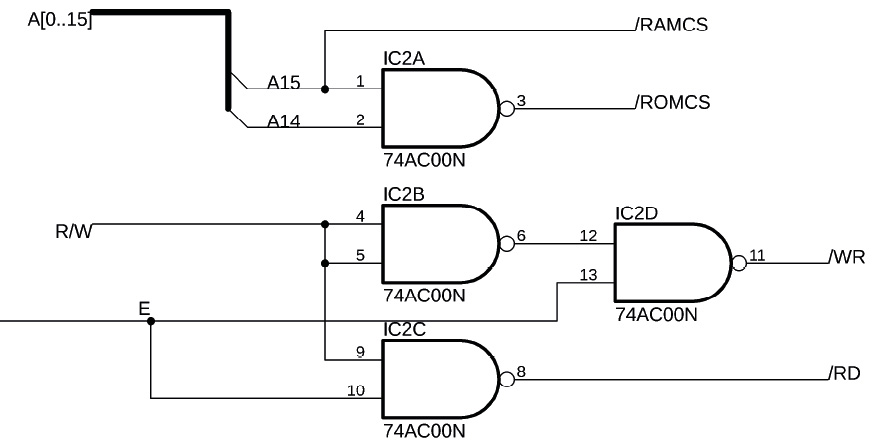 A[0..15]
/RAMCS
IC2A
A15
1
3
/ROMCS
A14
2
74AC00N
IC2B
R/W
4
5
6
74AC00N
IC2D
12
13
11
/WR
74AC00N
E
IC2C
9
10
8
/RD
74AC00N